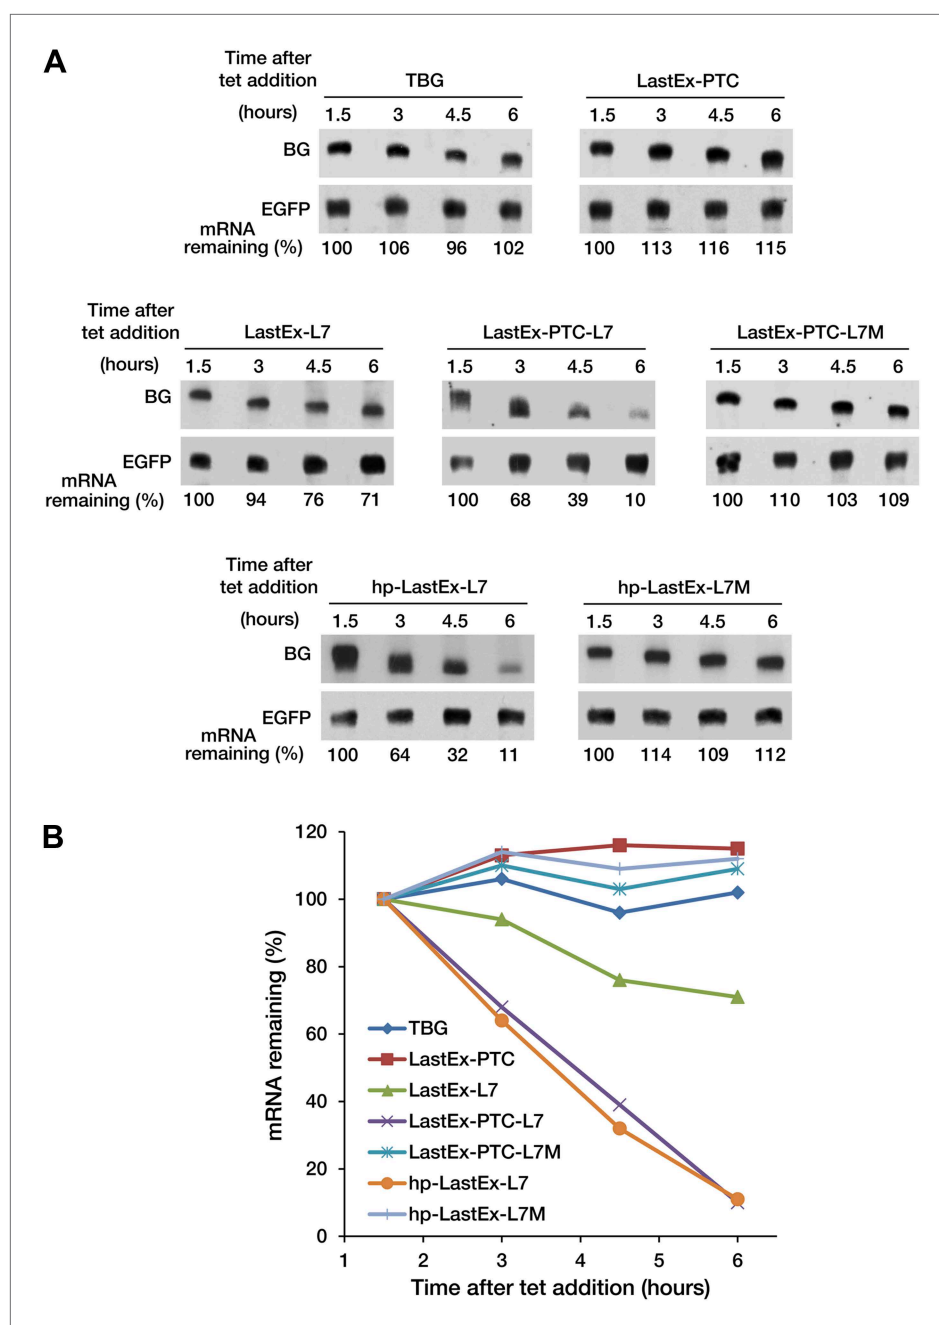 A
Time after
tet addition
TBG
LastEx-PTC
(hours)
1.5 3 4.5 6
1.5 3 4.5 6
BG
EGFP
mRNA
remaining (%)
100 106 96 102
100 113 116 115
Time after
tet addition
LastEx-L7
LastEx-PTC-L7
LastEx-PTC-L7M
(hours)
1.5 3 4.5 6
1.5 3 4.5 6
1.5 3 4.5 6
BG
EGFP
mRNA
remaining (%)
100 94 76 71
100 68 39 10
100 110 103 109
Time after
tet addition
hp-LastEx-L7
hp-LastEx-L7M
(hours)
1.5 3 4.5 6
1.5 3 4.5 6
BG
EGFP
mRNA
remaining (%)
100 64 32 11
100 114 109 112
B
mRNA remaining (%)
120
100
80
60
40
20
0
TBG
LastEx-PTC
LastEx-L7
LastEx-PTC-L7
LastEx-PTC-L7M
hp-LastEx-L7
hp-LastEx-L7M
1 2 3 4 5 6
Time after tet addition (hours)